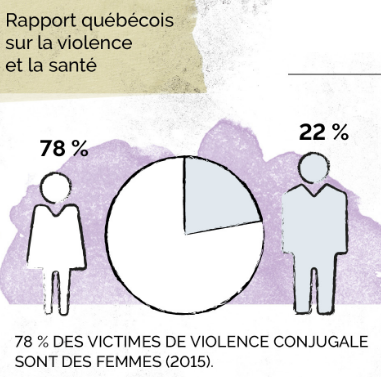 Rapport québécois
sur la violence
et la santé
78 %
22 %
78 % DES VICTIMES DE VIOLENCE CONJUGALE
SONT DES FEMMES (2015).